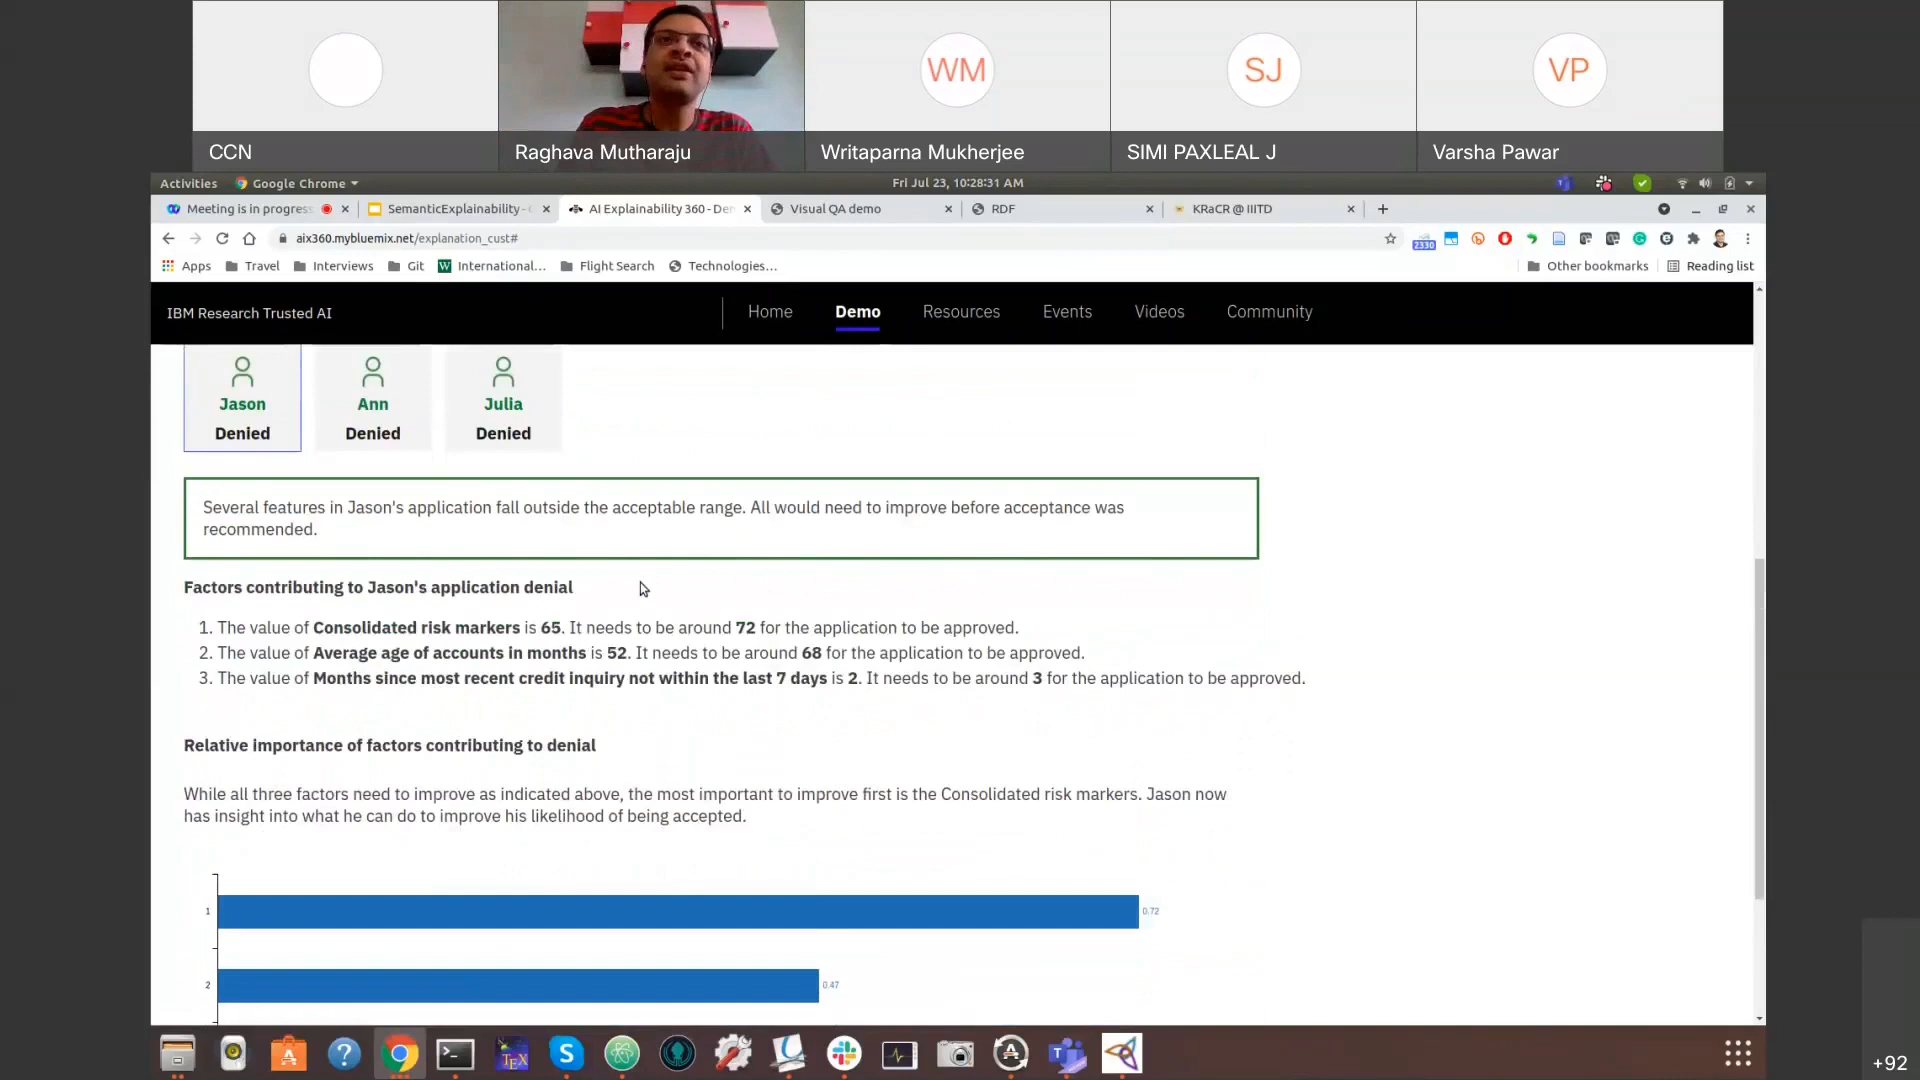 WM
SJ
VP
CCN
Raghava Mutharaju
Writaparna Mukherjee
SIMI PAXLEAL J
Varsha Pawar
Activities
Google Chrome
Fri Jul 23, 10:28:31 AM
Meeting is in progress
SemanticExplainability -
AI Explainability 360 - Den
Visual QA demo
RDF
KRaCR @ IIITD
aix360.mybluemix.net/explanation_cust#
2330
Apps
Travel
Interviews
Git
International...
Flight Search
Technologies...
Other bookmarks
Reading list
IBM Research Trusted AI
Home
Demo
Resources
Events
Videos
Community
Jason
Ann
Julia
Denied
Denied
Denied
Several features in Jason's application fall outside the acceptable range. All would need to improve before acceptance was
recommended.
Factors contributing to Jason's application denial
1. The value of Consolidated risk markers is 65. It needs to be around 72 for the application to be approved.
2. The value of Average age of accounts in months is 52. It needs to be around 68 for the application to be approved.
3. The value of Months since most recent credit inquiry not within the last 7 days is 2. It needs to be around 3 for the application to be approved.
Relative importance of factors contributing to denial
While all three factors need to improve as indicated above, the most important to improve first is the Consolidated risk markers. Jason now
has insight into what he can do to improve his likelihood of being accepted.
1
0.72
2
0.47
TEX
+92